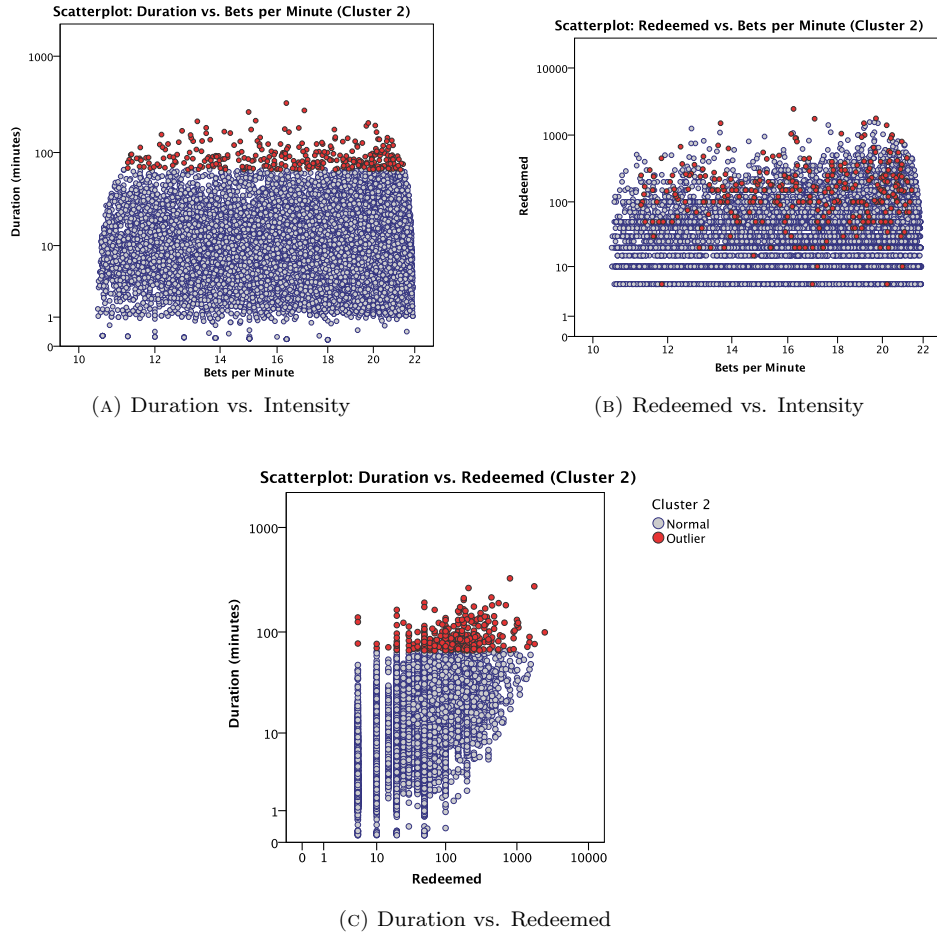 Scatterplot: Duration vs. Bets per Minute (Cluster 2)
Duration (minutes)
1000
100
10
1
0
10 12 14 16 18 20 22
Bets per Minute
(A) Duration vs. Intensity
Scatterplot: Redeemed vs. Bets per Minute (Cluster 2)
Redeemed
10000
1000
100
10
1
0
10 12 14 16 18 20 22
Bets per Minute
(B) Redeemed vs. Intensity
Scatterplot: Duration vs. Redeemed (Cluster 2)
Duration (minutes)
1000
100
10
1
0
0 1 10 100 1000 10000
Redeemed
Cluster 2
Normal
Outlier
(C) Duration vs. Redeemed